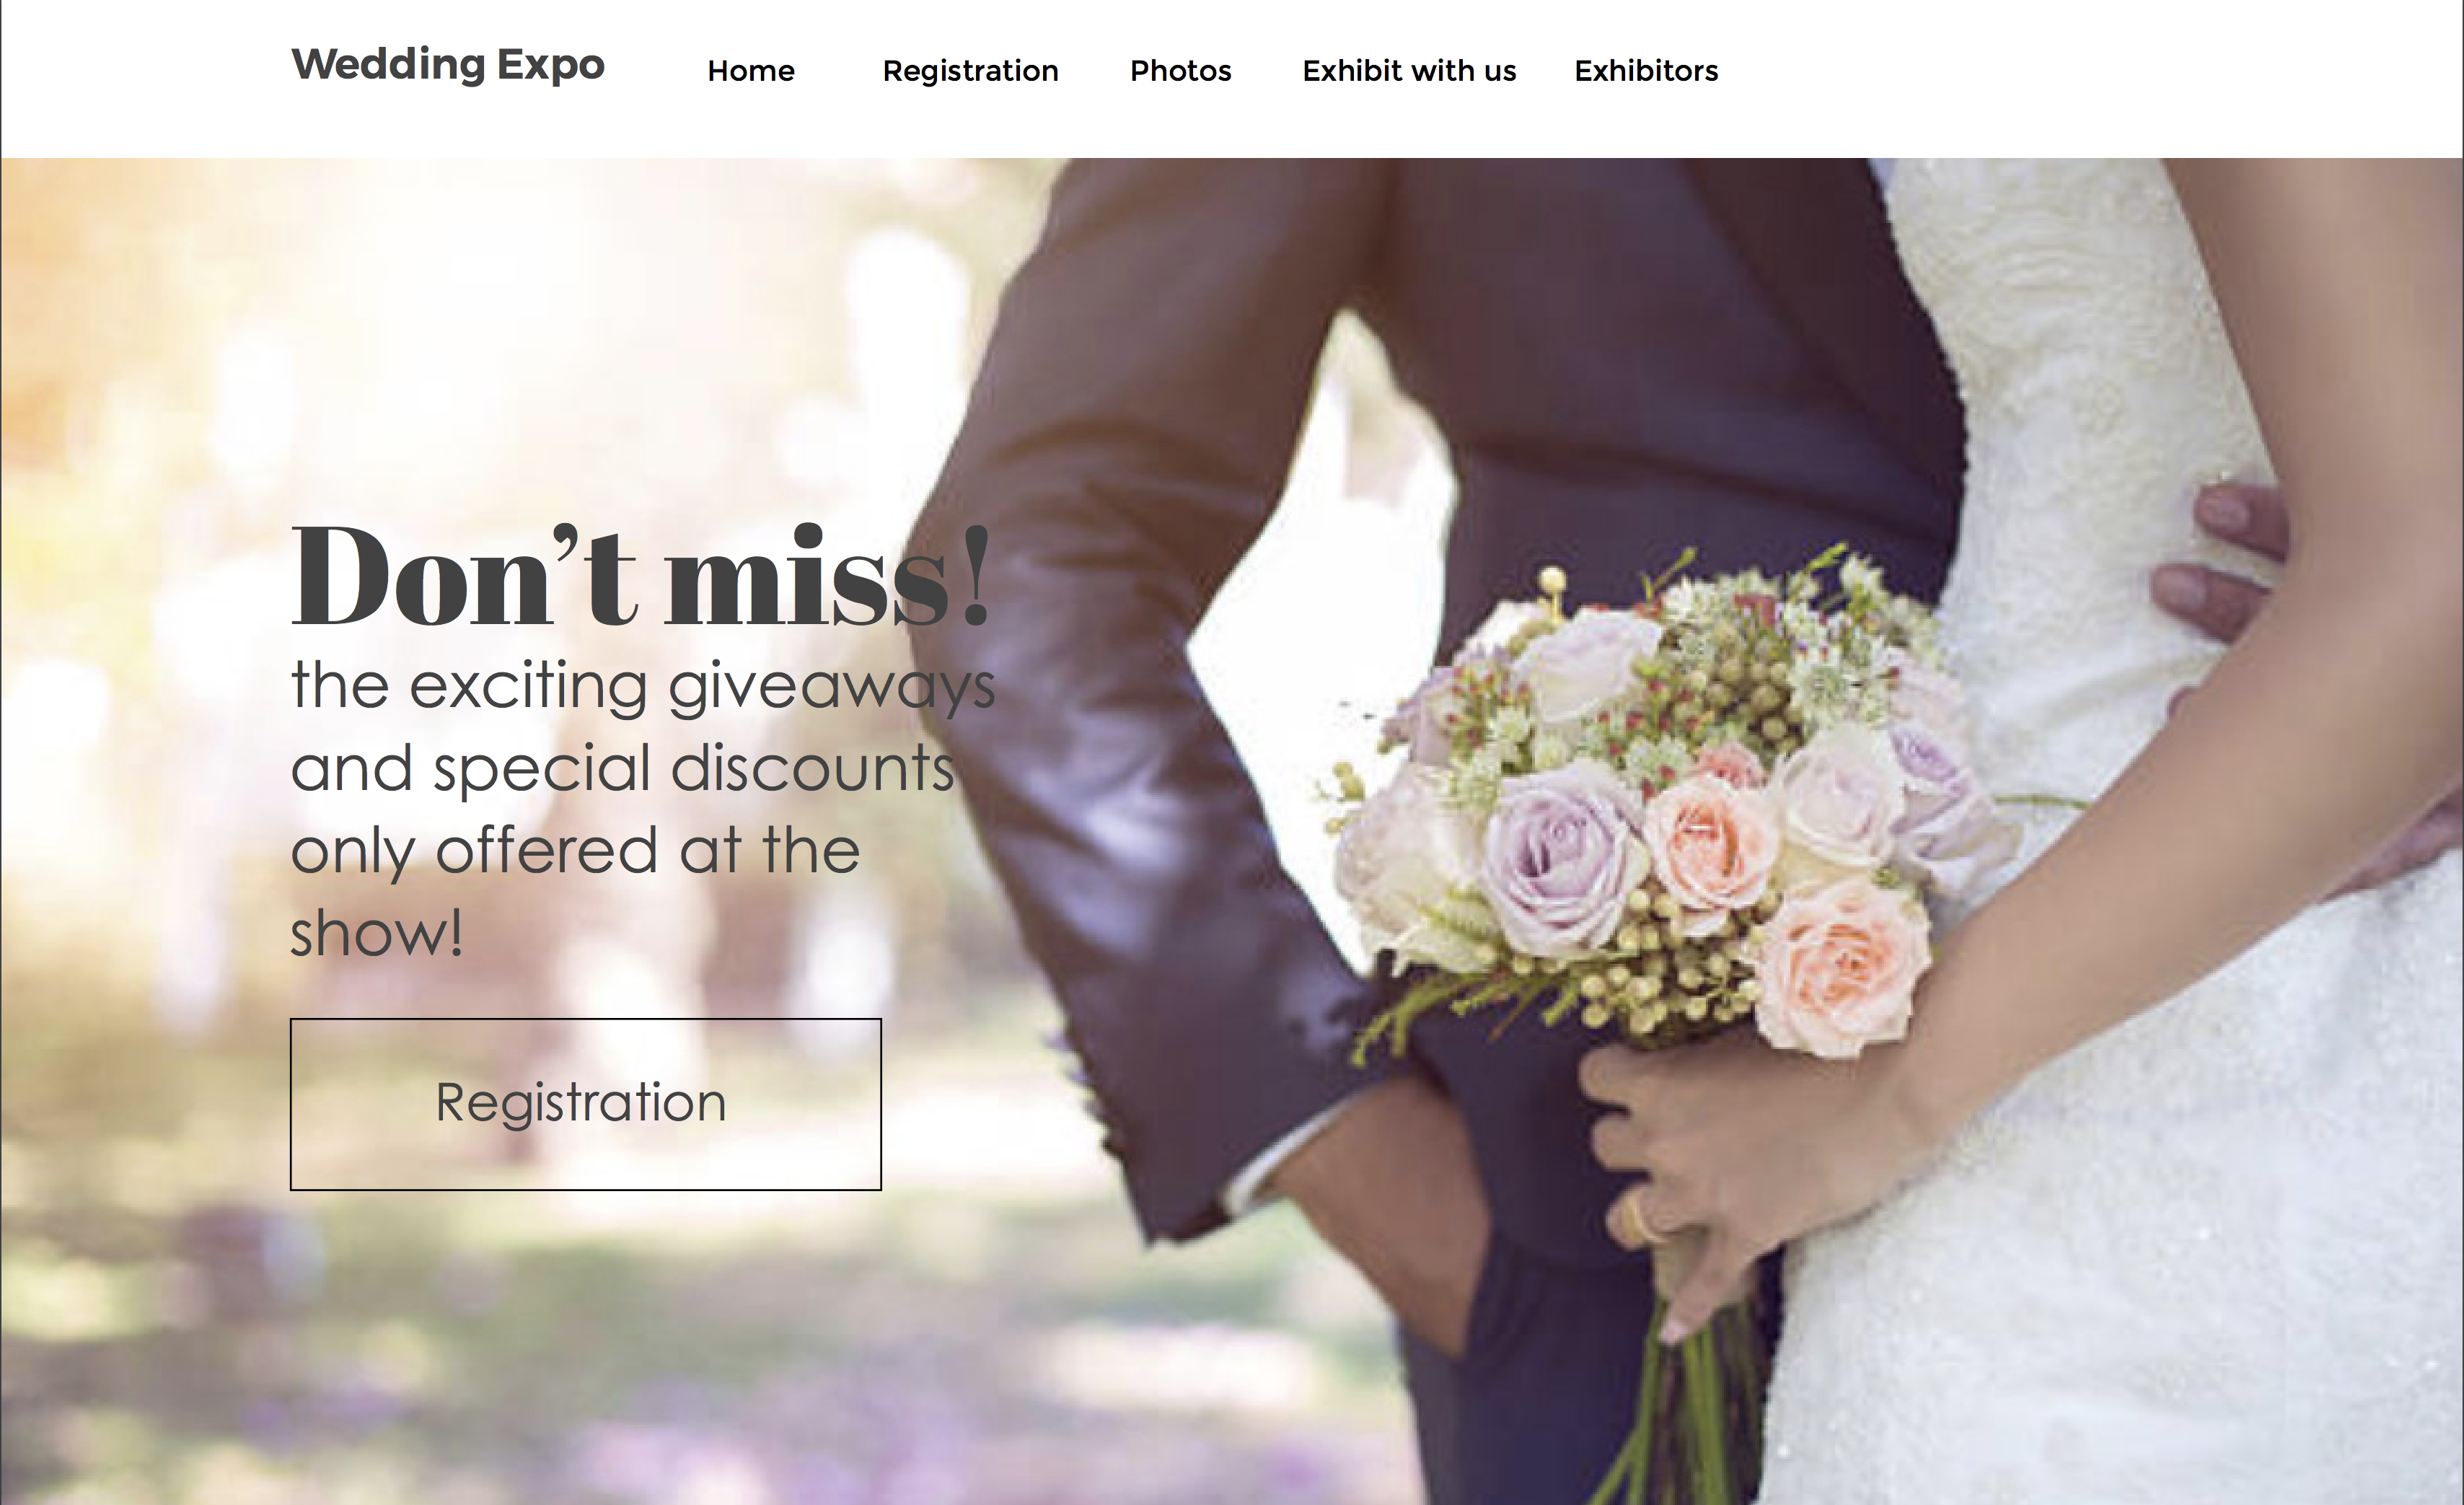 Wedding Expo Home Registration Photos Exhibit with us Exhibitors
Don’t miss!
the exciting giveaways
and special discounts
only offered at the
show!
Registration